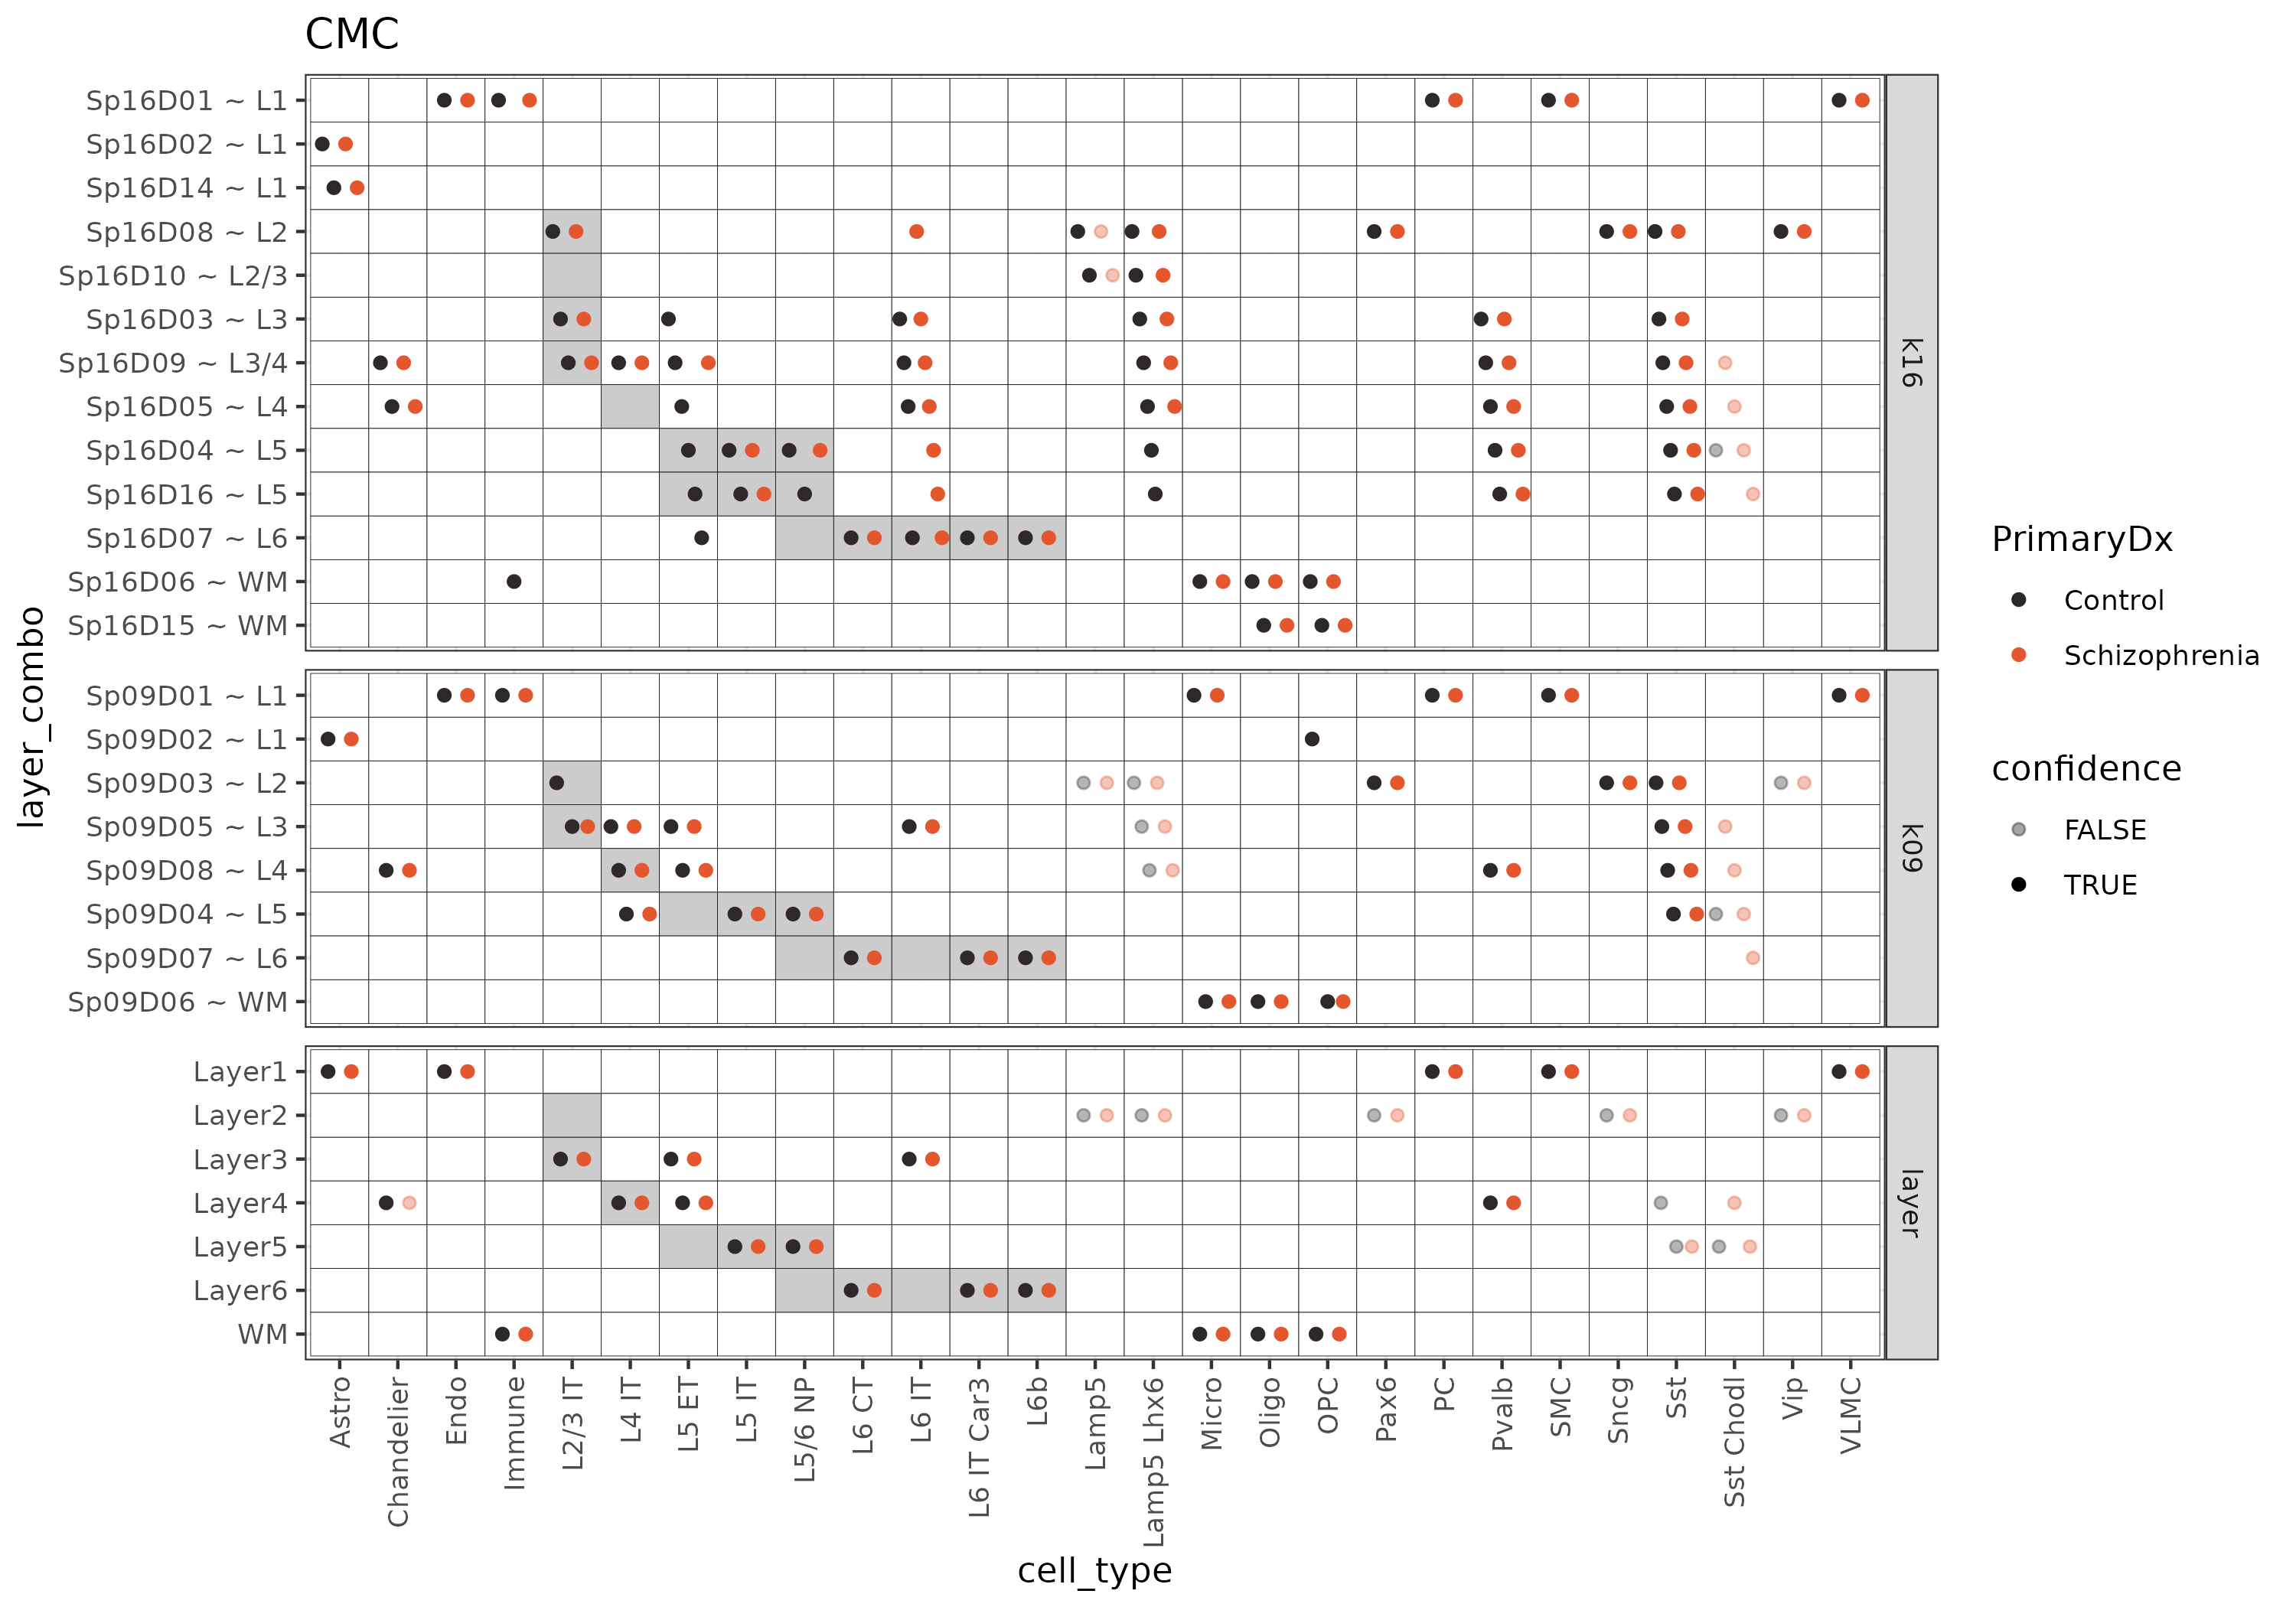 CMC
layer_combo
Sp16D01 ~ L1
Sp16D02 ~ L1
Sp16D14 ~ L1
Sp16D08 ~ L2
Sp16D10 ~ L2/3
Sp16D03 ~ L3
Sp16D09 ~ L3/4
Sp16D05 ~ L4
Sp16D04 ~ L5
Sp16D16 ~ L5
Sp16D07 ~ L6
Sp16D06 ~ WM
Sp16D15 ~ WM
k16
Sp09D01 ~ L1
Sp09D02 ~ L1
Sp09D03 ~ L2
Sp09D05 ~ L3
Sp09D08 ~ L4
Sp09D04 ~ L5
Sp09D07 ~ L6
Sp09D06 ~ WM
k09
Layer1
Layer2
Layer3
Layer4
Layer5
Layer6
WM
layer
Astro
Chandelier
Endo
Immune
L2/3 IT
L4 IT
L5 ET
L5 IT
L5/6 NP
L6 CT
L6 IT
L6 IT Car3
L6b
Lamp5
Lamp5 Lhx6
Micro
Oligo
OPC
Pax6
PC
Pvalb
SMC
Sncg
Sst
Sst Chodl
Vip
VLMC
cell_type
PrimaryDx
Control
Schizophrenia
confidence
FALSE
TRUE